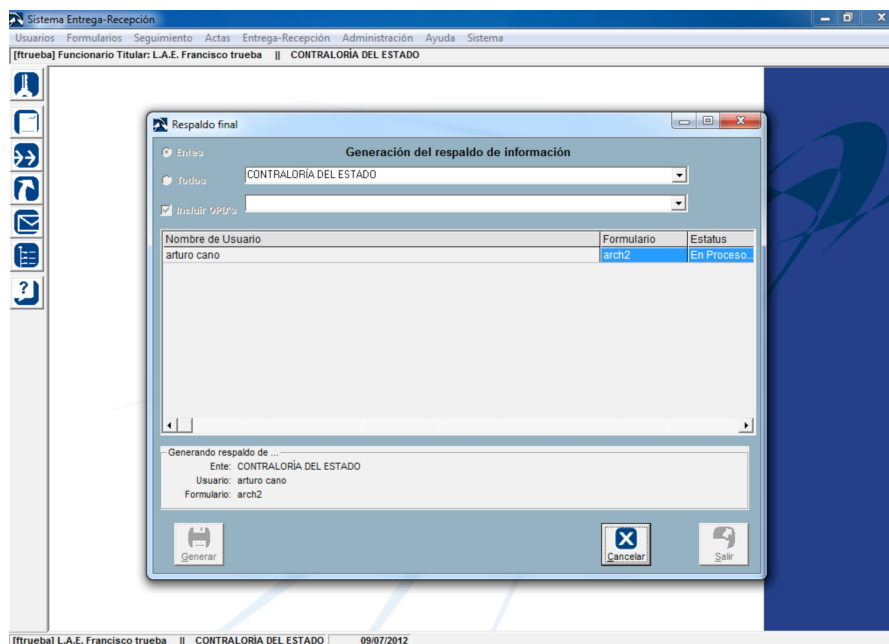 Sistema Entrega-Recepción
Usuarios Formularios Seguimiento Actas Entrega-Recepción Administración Ayuda Sistema
[ftrueba] Funcionario Titular: L.A.E. Francisco trueba || CONTRALORÍA DEL ESTADO
Respaldo final
Entes
Generación del respaldo de información
Todos
CONTRALORÍA DEL ESTADO
Incluir OPD's
Nombre de Usuario Formulario Estatus
arturo cano arch2 En Proceso...
Generando respaldo de ...
Ente: CONTRALORÍA DEL ESTADO
Usuario: arturo cano
Formulario: arch2
Generar Cancelar Salir
[ftrueba] L.A.E. Francisco trueba || CONTRALORÍA DEL ESTADO 09/07/2012